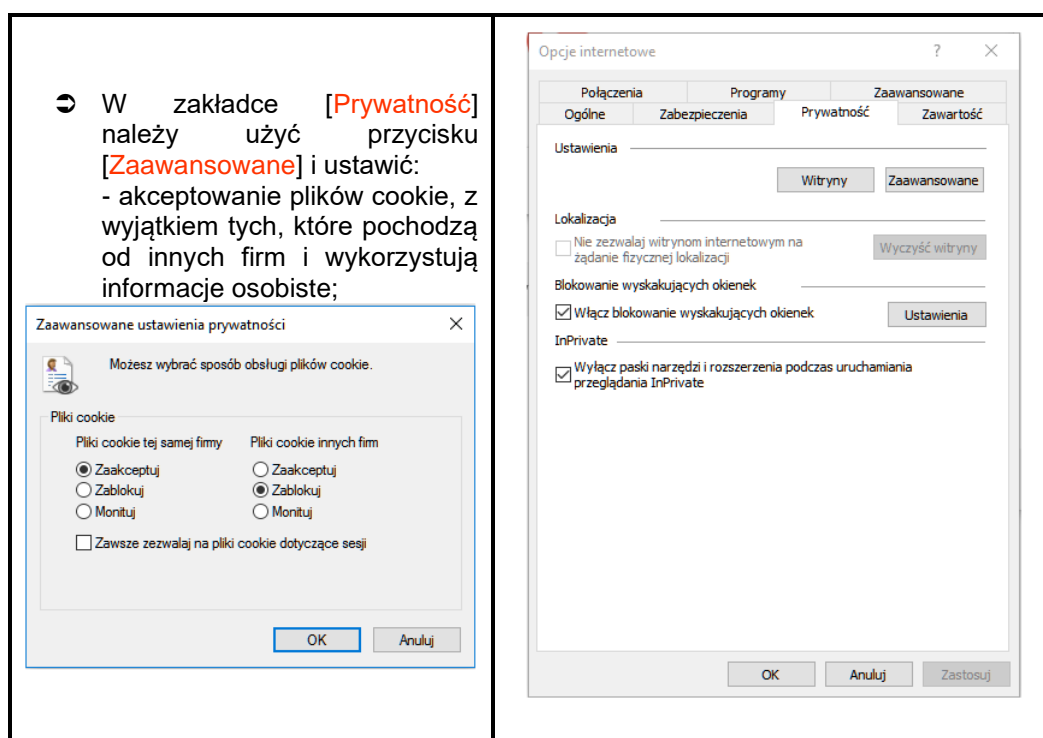 ➲ W zakładce [Prywatność]
należy użyć przycisku
[Zaawansowane] i ustawić:
- akceptowanie plików cookie, z
wyjątkiem tych, które pochodzą
od innych firm i wykorzystują
informacje osobiste;
Zaawansowane ustawienia prywatności
Możesz wybrać sposób obsługi plików cookie.
Pliki cookie
Pliki cookie tej samej firmy Pliki cookie innych firm
Zaakceptuj Zaakceptuj
Zablokuj Zablokuj
Monituj Monituj
Zawsze zezwalaj na pliki cookie dotyczące sesji
OK Anuluj
Opcje internetowe ?
Połączenia Programy Zaawansowane
Ogólne Zabezpieczenia Prywatność Zawartość
Ustawienia
Witryny Zaawansowane
Lokalizacja
Nie zezwalaj witrynom internetowym na
żądanie fizycznej lokalizacji
Wyczyść witryny
Blokowanie wyskakujących okienek
Włącz blokowanie wyskakujących okienek Ustawienia
InPrivate
Wyłącz paski narzędzi i rozszerzenia podczas uruchamiania
przeglądania InPrivate
OK Anuluj Zastosuj